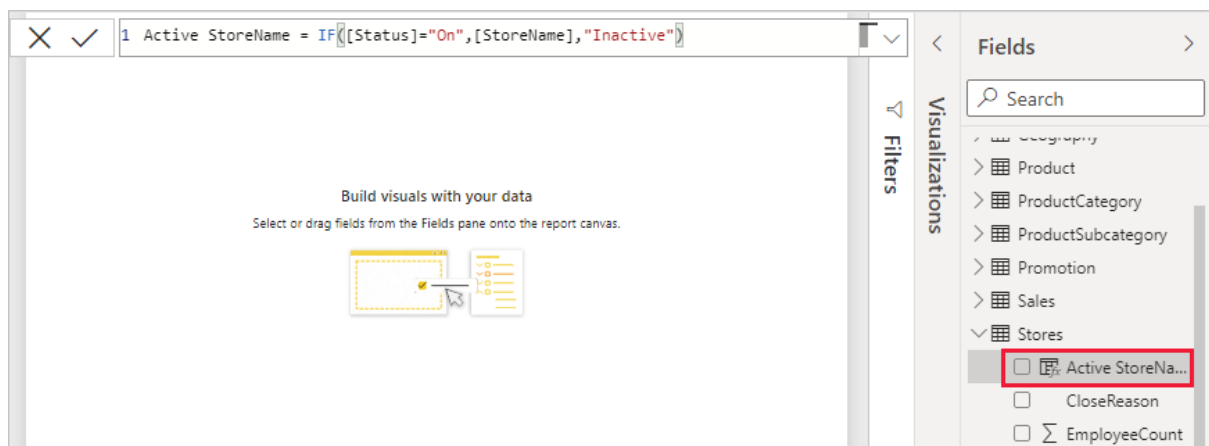 1 Active StoreName = IF([Status]="On",[StoreName],"Inactive")
Build visuals with your data
Select or drag fields from the Fields pane onto the report canvas.
Filters
Visualizations
Fields
Search
Product
ProductCategory
ProductSubcategory
Promotion
Sales
Stores
Active StoreNa...
CloseReason
EmployeeCount